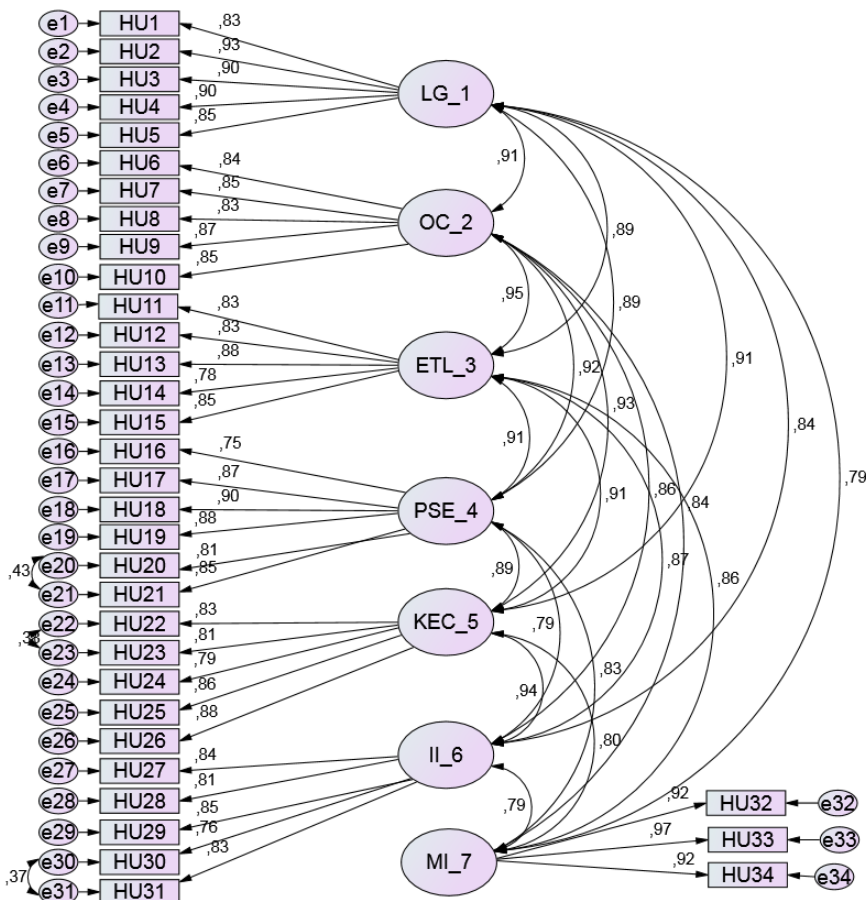 e1 HU1 ,83
e2 HU2 ,93
e3 HU3 ,90
e4 HU4 ,90
e5 HU5 ,85
LG_1
e6 HU6 ,84
e7 HU7 ,85
e8 HU8 ,83
e9 HU9 ,87
e10 HU10 ,85
OC_2
e11 HU11 ,83
e12 HU12 ,83
e13 HU13 ,88
e14 HU14 ,78
e15 HU15 ,85
ETL_3
e16 HU16 ,75
e17 HU17 ,87
e18 HU18 ,90
e19 HU19 ,88
e20 HU20 ,81
e21 HU21 ,85
,43
PSE_4
e22 HU22 ,83
e23 HU23 ,81
e24 HU24 ,79
e25 HU25 ,86
e26 HU26 ,88
KEC_5
e27 HU27 ,84
e28 HU28 ,81
e29 HU29 ,85
e30 HU30 ,76
e31 HU31 ,83
,37
II_6
MI_7
,92 HU32 e32
,97 HU33 e33
,92 HU34 e34
,91
,89
,95
,89
,92
,91
,93
,84
,79
,91
,91
,86
,84
,89
,87
,86
,79
,83
,94
,80
,79